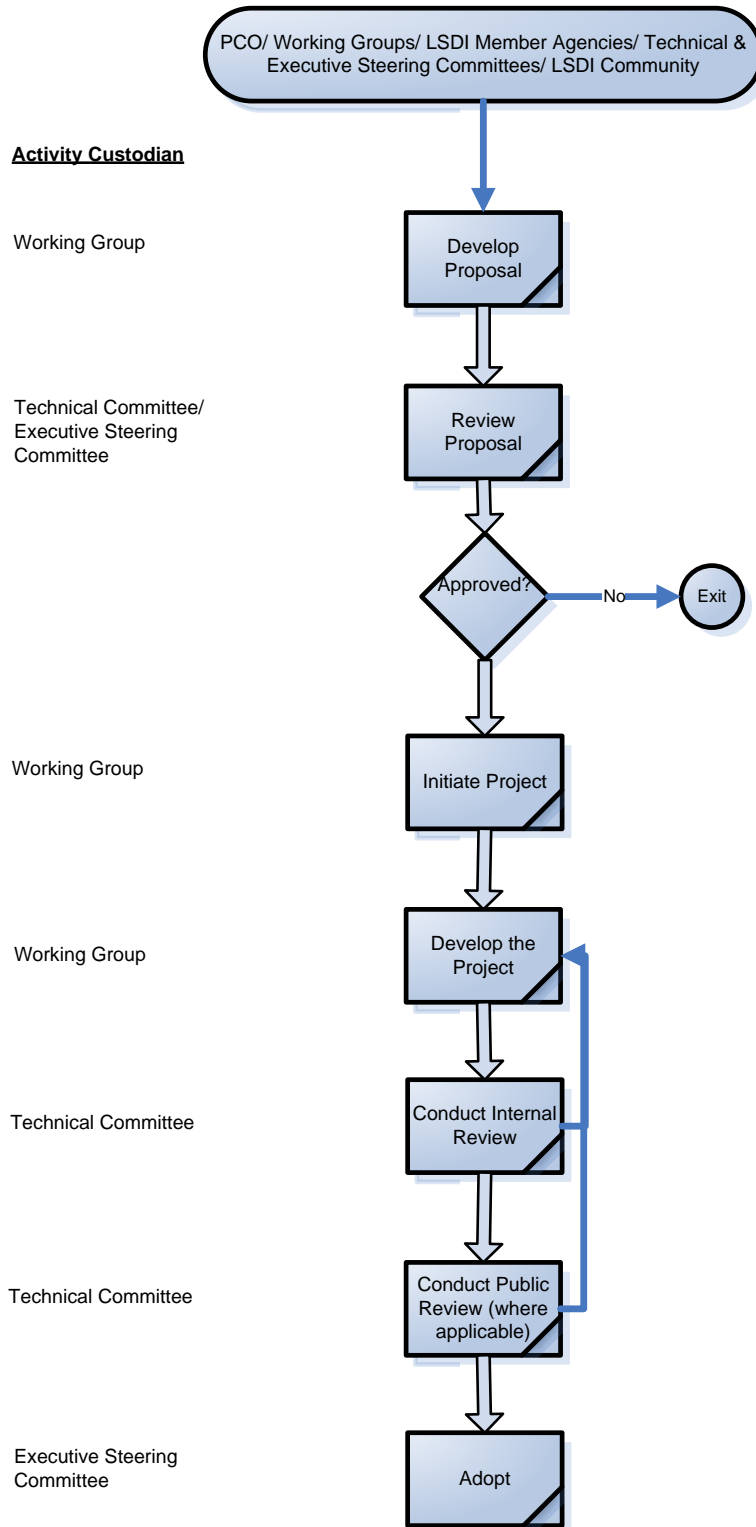 PCO/ Working Groups/ LSDI Member Agencies/ Technical &
Executive Steering Committees/ LSDI Community
Activity Custodian
Working Group
Develop
Proposal
Technical Committee/
Executive Steering
Committee
Review
Proposal
Approved?
No
Exit
Working Group
Initiate Project
Working Group
Develop the
Project
Technical Committee
Conduct Internal
Review
Technical Committee
Conduct Public
Review (where
applicable)
Executive Steering
Committee
Adopt